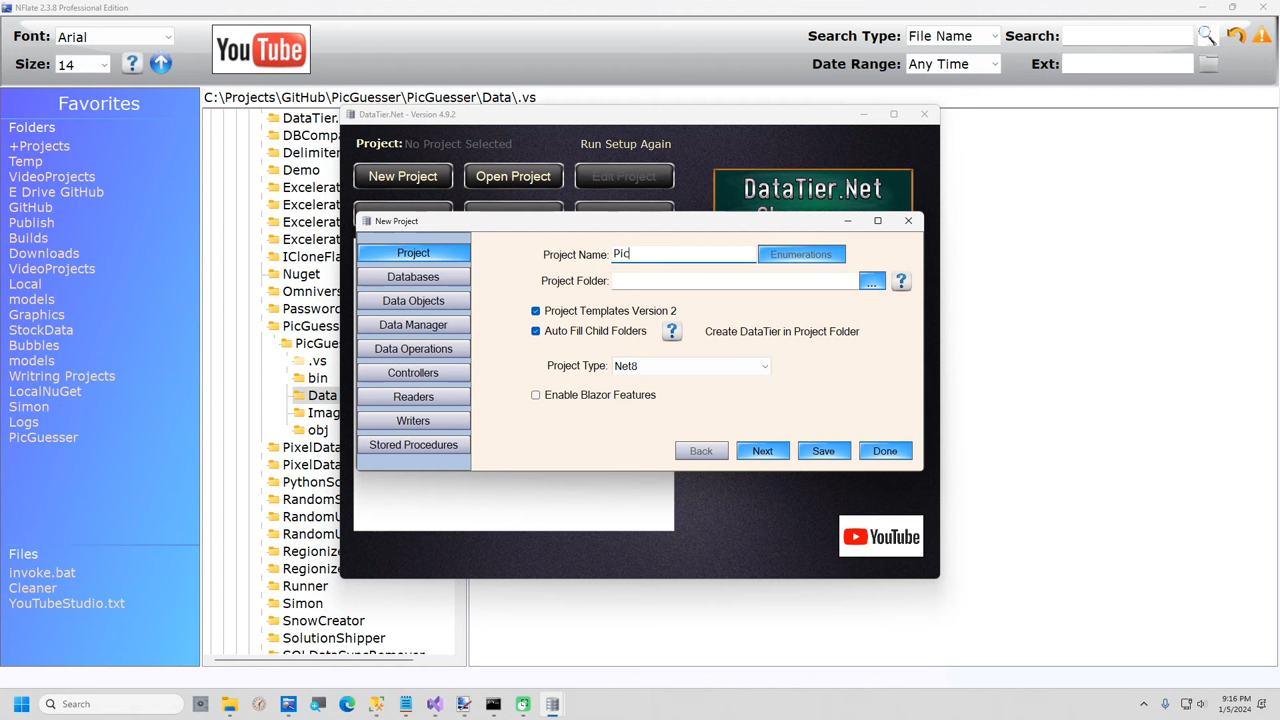 NFlate 2.3.8 Professional Edition
Font: Arial
Size: 14
?
YouTube
Search Type: File Name
Search:
Date Range: Any Time
Ext:
Favorites
Folders
+Projects
Temp
VideoProjects
E Drive GitHub
GitHub
Publish
Builds
Downloads
VideoProjects
Local
models
Graphics
StockData
Bubbles
models
Writring Projects
LocalNuGet
Simon
Logs
PicGuesser
Files
invoke.bat
Cleaner
YouTubeStudio.txt
C:\Projects\GitHub\PicGuesser\PicGuesser\Data\.vs
DataTier.
DBCompa
Delimiter
Demo
Excelerat
Excelerat
Excelerat
Excelerat
ICloneFla
Nuget
Omniver
Password
PicGuess
PicGues
.vs
bin
Data
Imag
obj
PixelData
PixelData
PythonSc
RandomS
RandomU
RandomU
Regionize
Regionize
Runner
Simon
SnowCreator
SolutionShipper
SQLDataSyncRemover
DataTier.Net - Version 4.9.2
Project: No Project Selected
Run Setup Again
New Project
Open Project
Edit Project
DataTier.Net
New Project
Project
Databases
Data Objects
Data Manager
Data Operations
Controllers
Readers
Writers
Stored Procedures
Project Name: Pic
Enumerations
Project Folder:
...
?
Project Templates Version 2
Auto Fill Child Folders
?
Create DataTier in Project Folder
Project Type: Net8
Enable Blazor Features
Back
Next
Save
Done
YouTube
Search
9:16 PM
1/5/2024